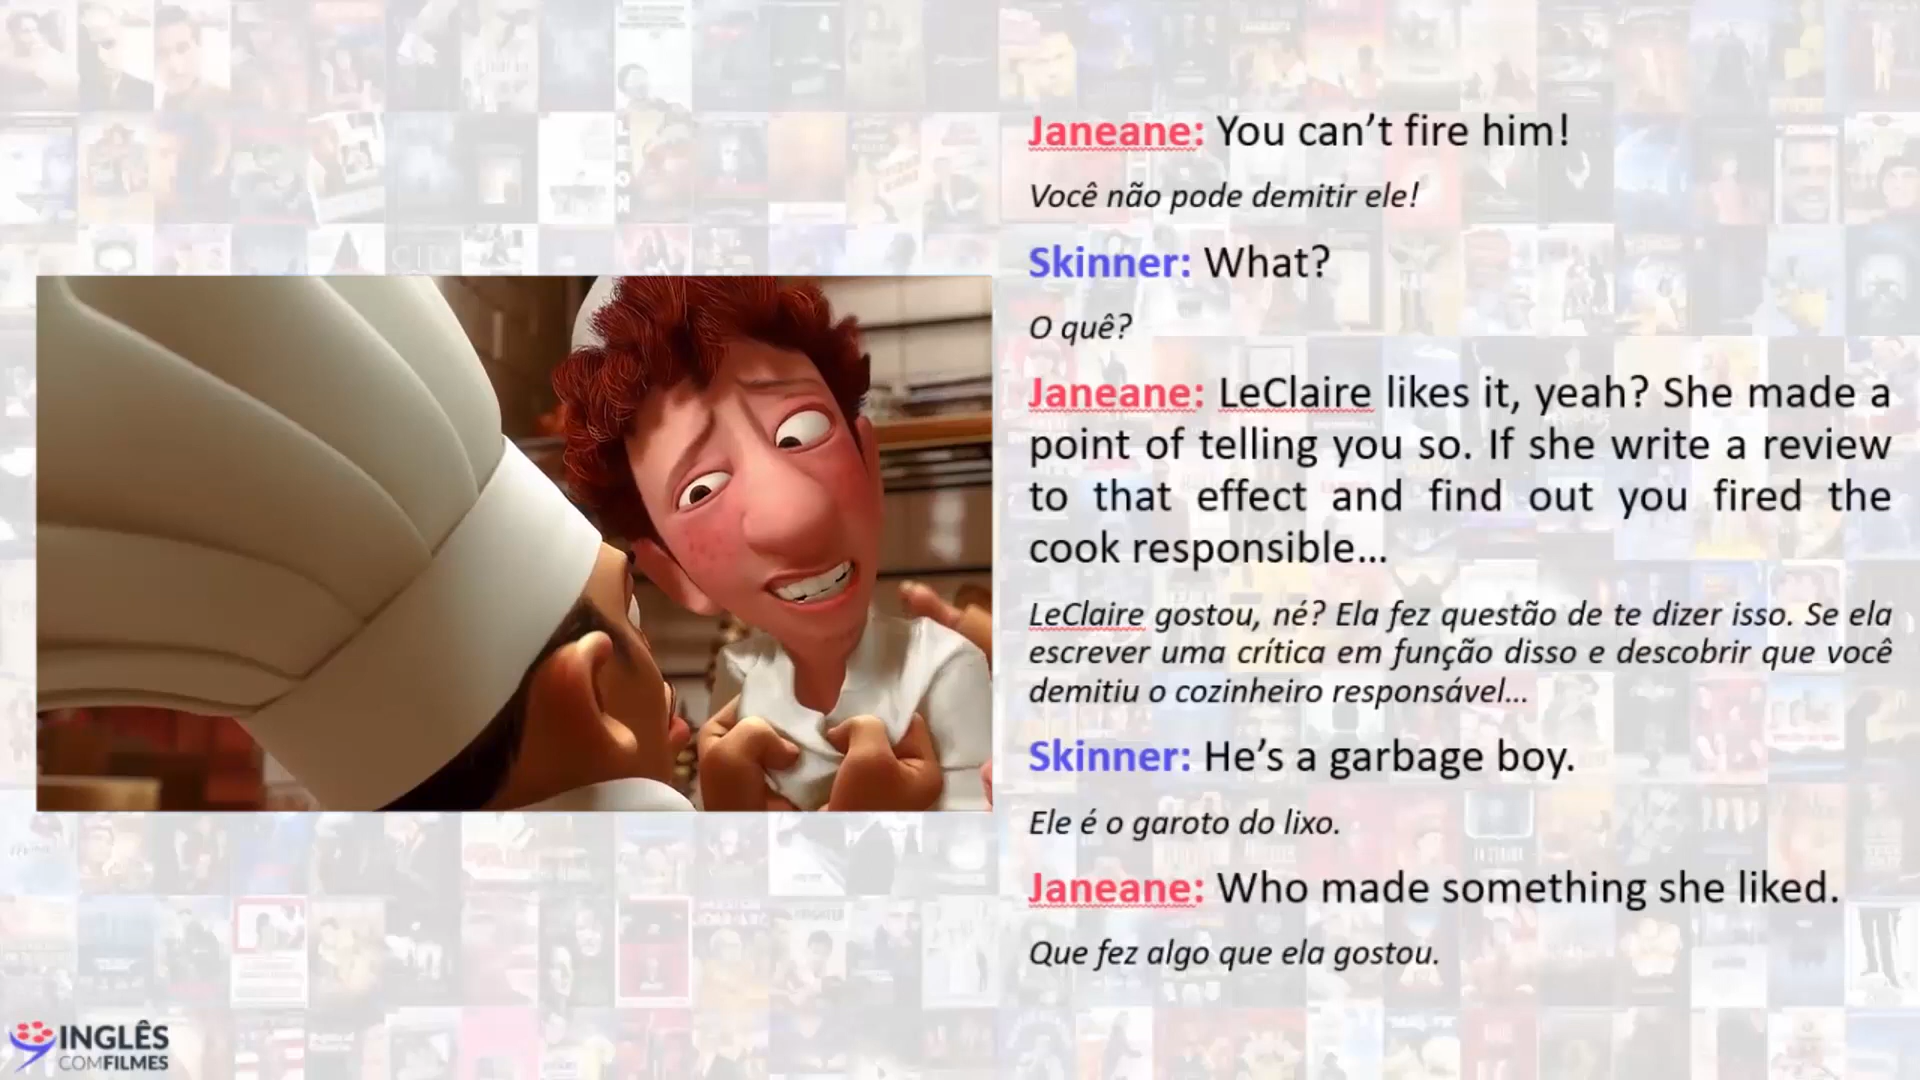 Janeane: You can't fire him!
Você não pode demitir ele!
Skinner: What?
O quê?
Janeane: LeClaire likes it, yeah? She made a
point of telling you so. If she write a review
to that effect and find out you fired the
cook responsible...
LeClaire gostou, né? Ela fez questão de te dizer isso. Se ela
escrever uma crítica em função disso e descobrir que você
demitiu o cozinheiro responsável...
Skinner: He's a garbage boy.
Ele é o garoto do lixo.
Janeane: Who made something she liked.
Que fez algo que ela gostou.
INGLÊS
COMFILMES